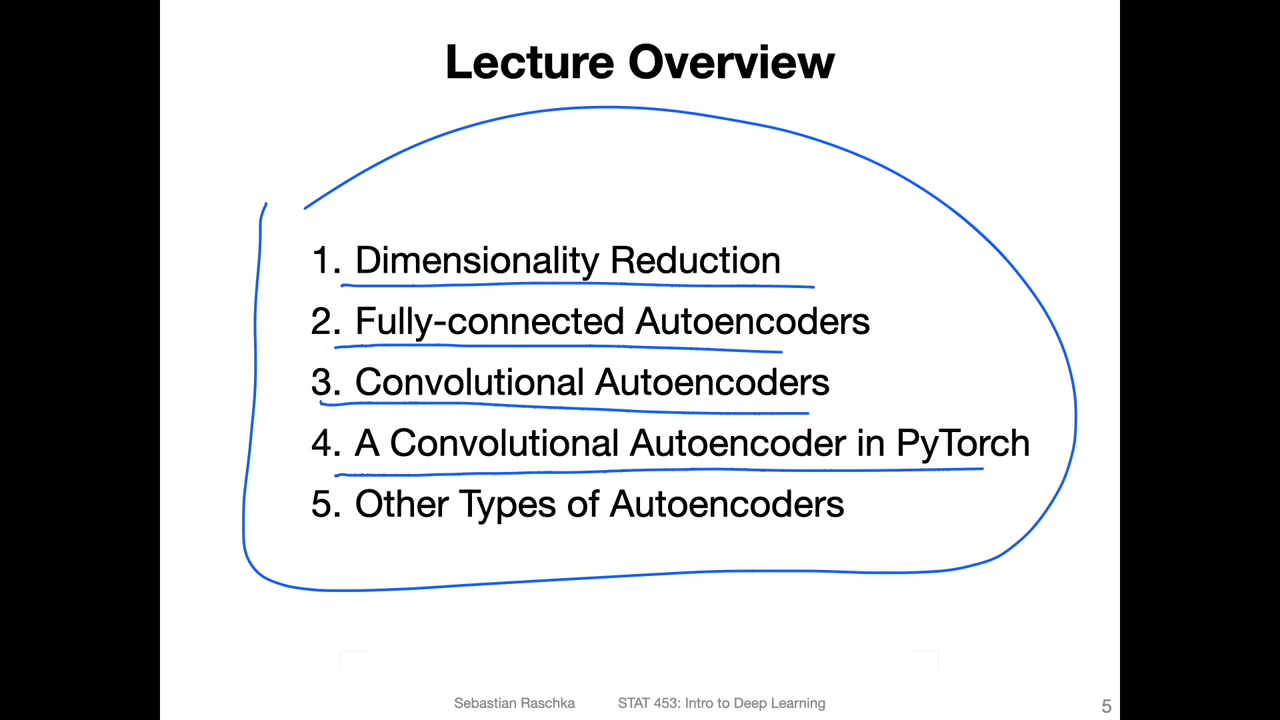 Lecture Overview
1. Dimensionality Reduction
2. Fully-connected Autoencoders
3. Convolutional Autoencoders
4. A Convolutional Autoencoder in PyTorch
5. Other Types of Autoencoders
Sebastian Raschka STAT 453: Intro to Deep Learning 5